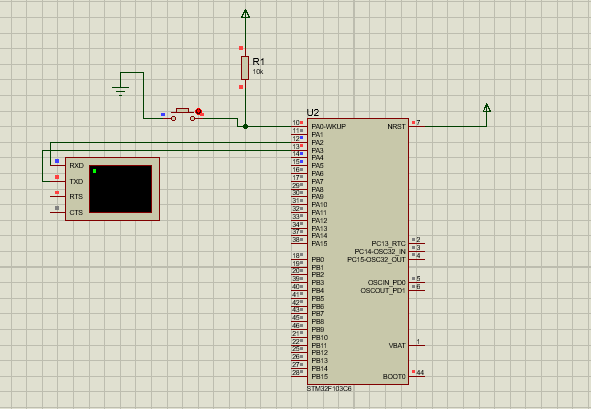 R1
10k
U2
10 PA0-WKUP NRST 7
11 PA1
12 PA2
13 PA3
14 PA4
15 PA5
16 PA6
17 PA7
29 PA8
30 PA9
31 PA10
32 PA11
33 PA12
34 PA13
37 PA14
38 PA15
PC13_RTC 2
PC14-OSC32_IN 3
PC15-OSC32_OUT 4
18 PB0
19 PB1
20 PB2
39 PB3
40 PB4
41 PB5
42 PB6
43 PB7
45 PB8
46 PB9
21 PB10
22 PB11
25 PB12
26 PB13
27 PB14
28 PB15
OSCIN_PD0 5
OSCOUT_PD1 6
VBAT 1
BOOT0 44
STM32F103C6
RXD
TXD
RTS
CTS